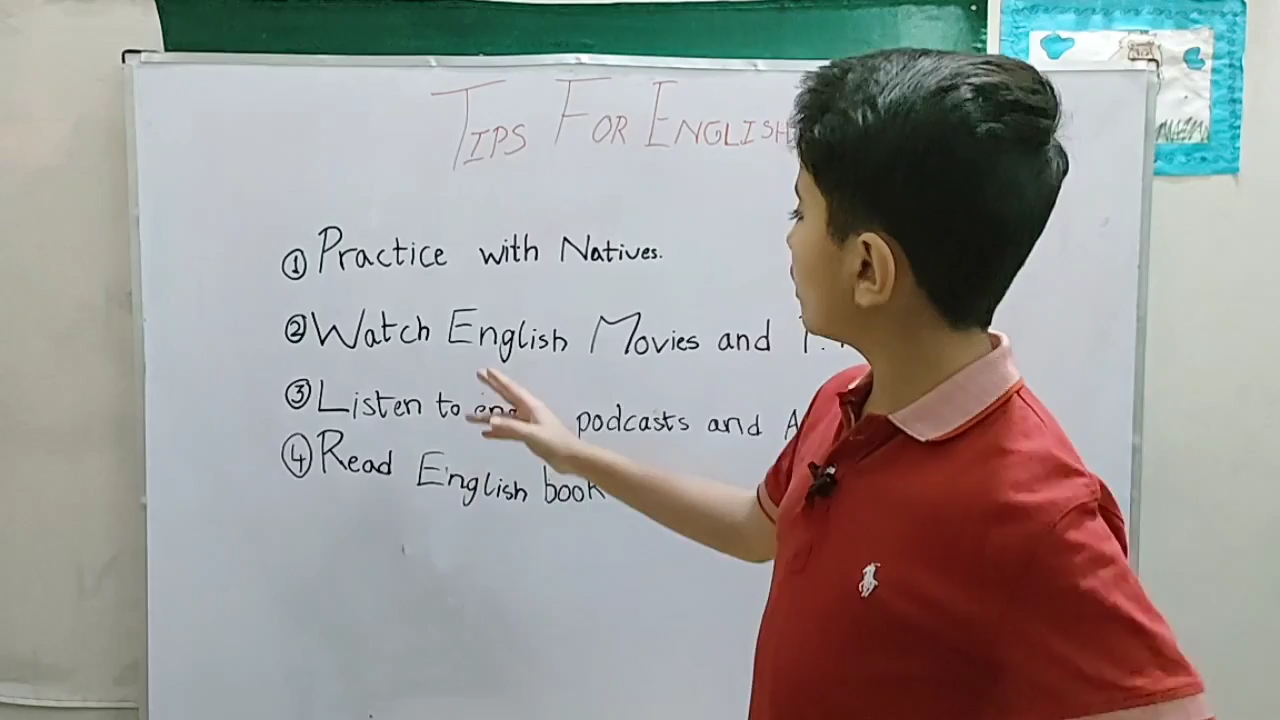 TIPS FOR ENGLISH
① Practice with Natives.
② Watch English Movies and
③ Listen to podcasts and
④ Read English book